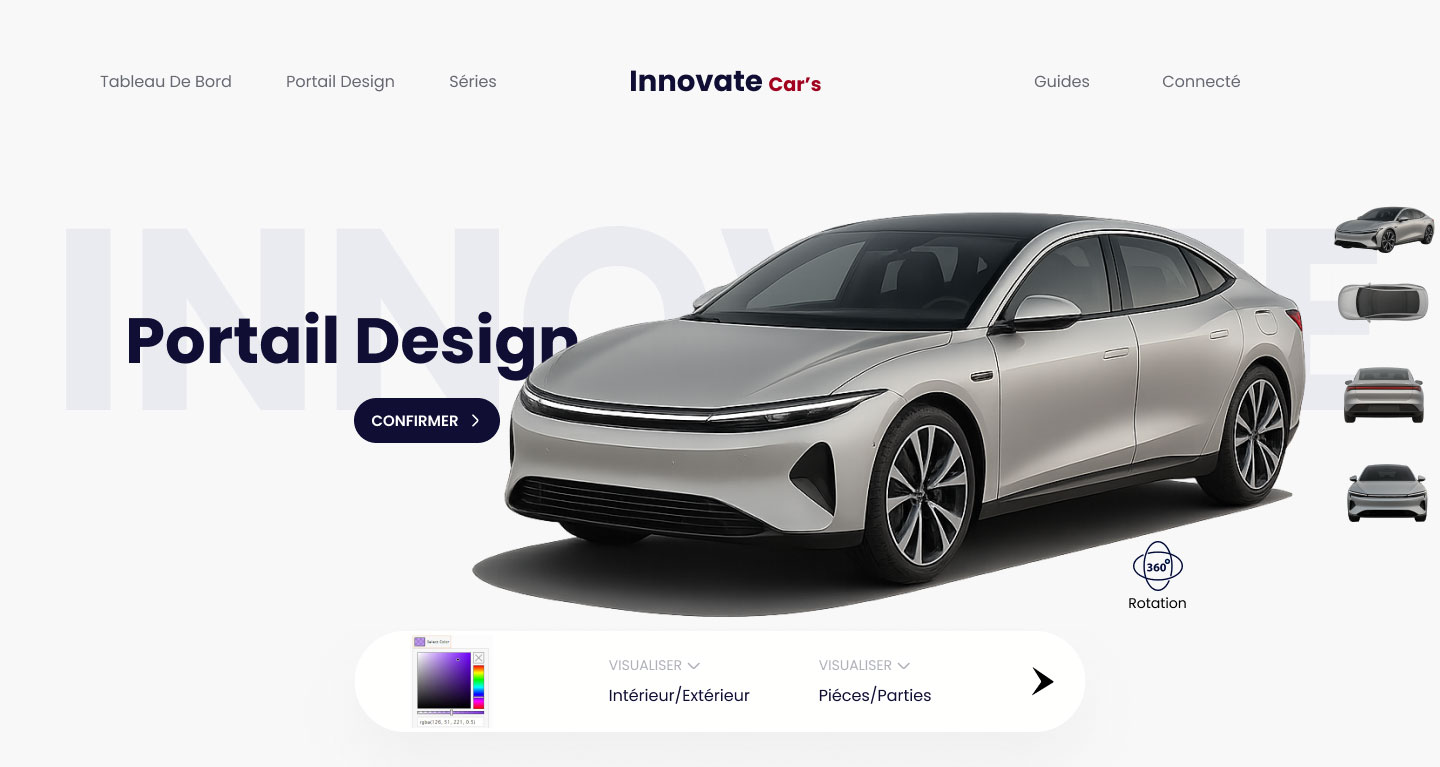 Tableau De Bord Portail Design Séries Innovate Car's Guides Connecté
INNOV E
Portail Design
CONFIRMER
360°
Rotation
Select Color
rgba(128, 51, 221, 0.5)
VISUALISER VISUALISER
Intérieur/Extérieur Piéces/Parties